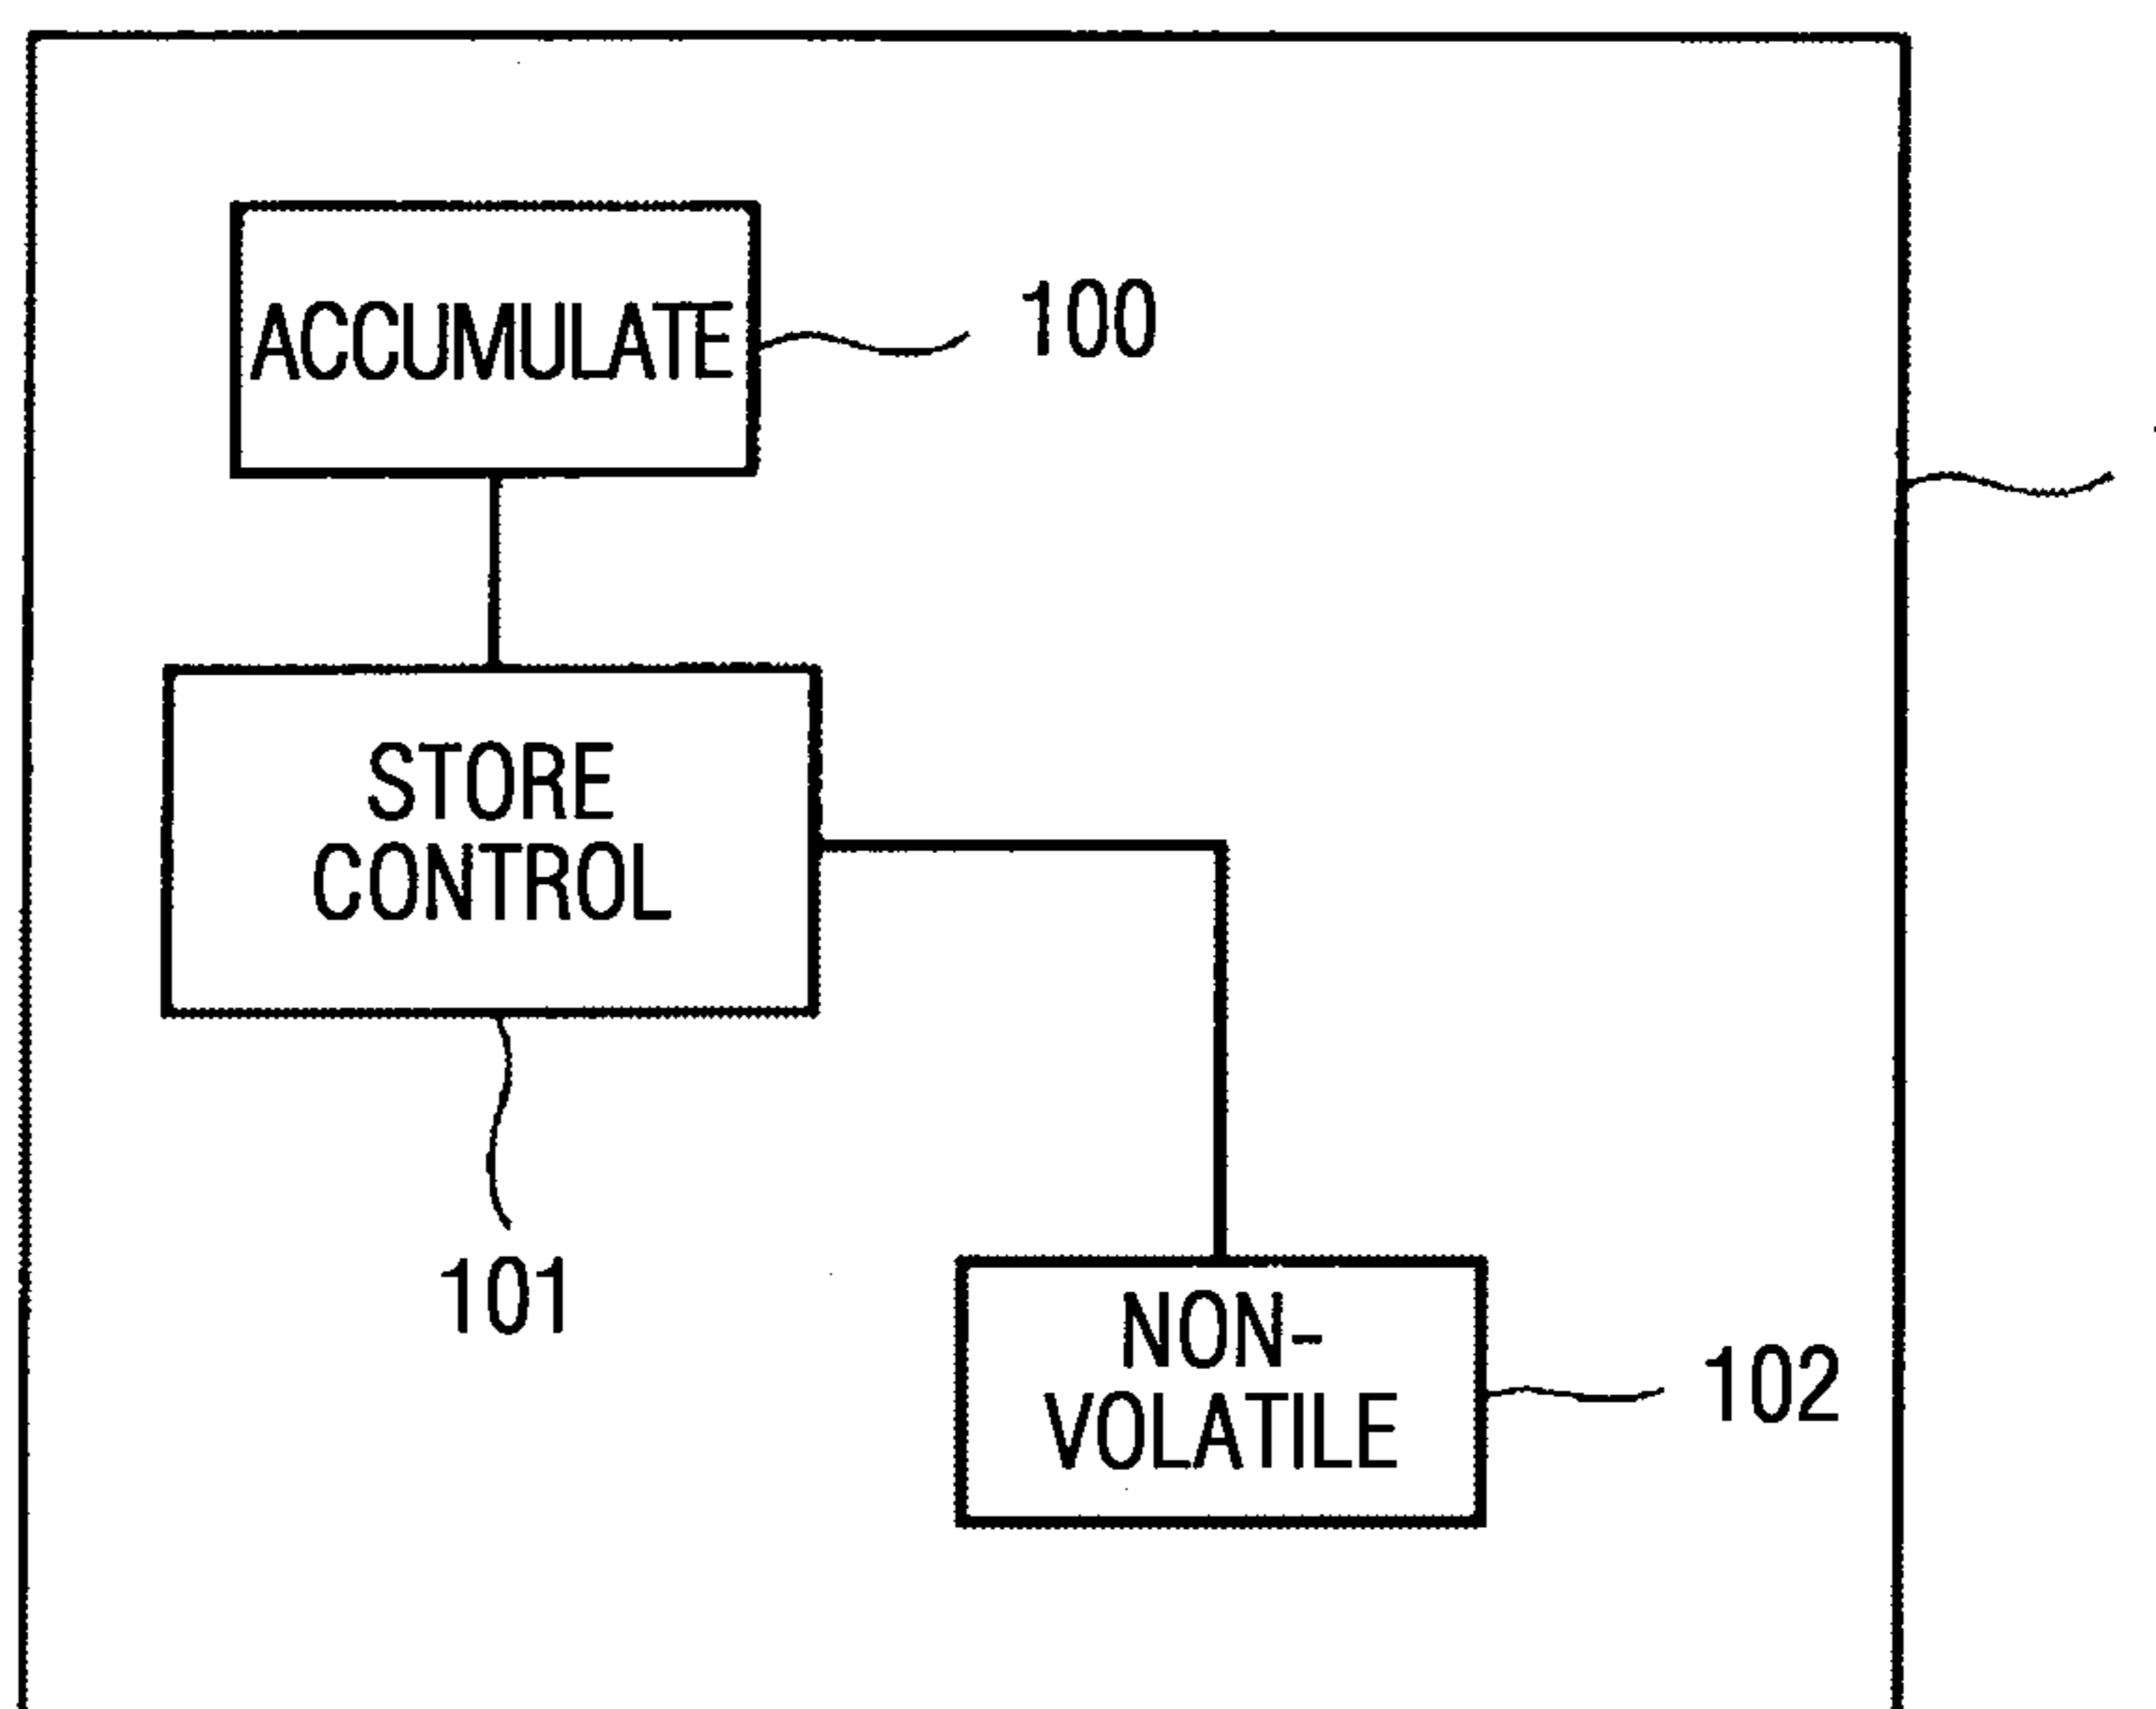 ACCUMULATE
100
STORE
CONTROL
101
NON-
VOLATILE
102